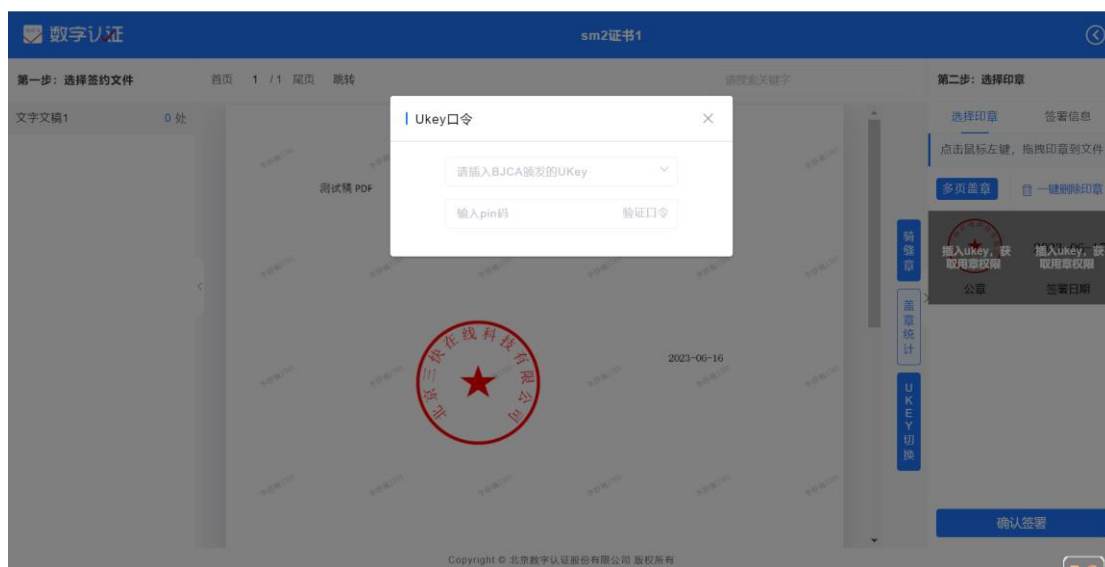 数字认证
sm2证书1
第一步：选择签约文件
首页 1 /1 尾页 跳转
请搜索关键字
第二步：选择印章
文字文稿1 0 处
Ukey口令
请插入BJCA颁发的UKey
输入pin码 验证口令
测试稿 PDF
选择印章 签署信息
点击鼠标左键，拖拽印章到文件
多页盖章 一键删除印章
插入ukey，获取用章权限
公章
插入ukey，获取用章权限
签署日期
骑缝章
盖章统计
UKEY切换
北京三快在线科技有限公司
2023-06-16
确认签署
Copyright © 北京数字认证股份有限公司 版权所有